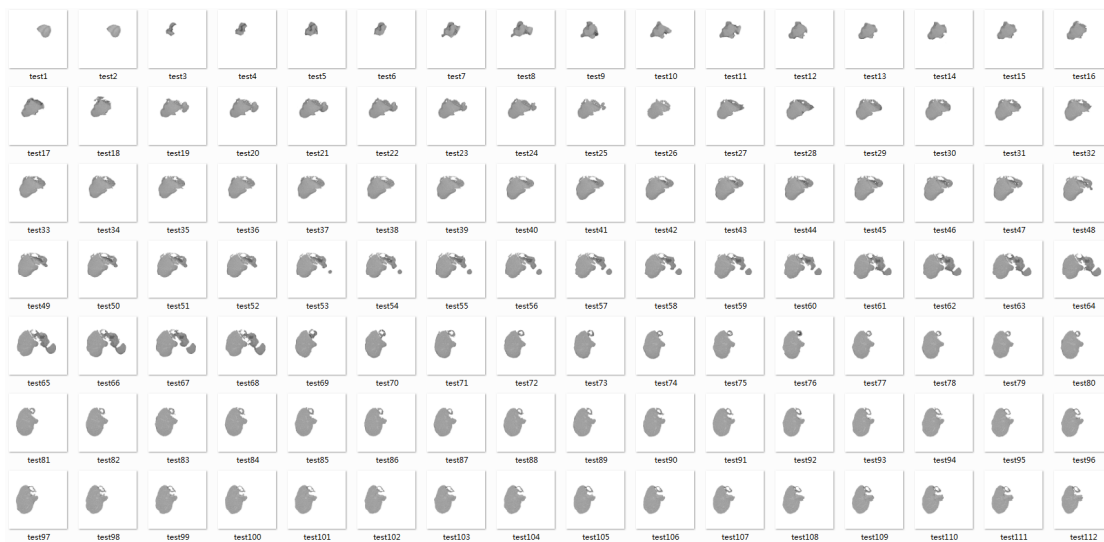 test1 test2 test3 test4 test5 test6 test7 test8 test9 test10 test11 test12 test13 test14 test15 test16
test17 test18 test19 test20 test21 test22 test23 test24 test25 test26 test27 test28 test29 test30 test31 test32
test33 test34 test35 test36 test37 test38 test39 test40 test41 test42 test43 test44 test45 test46 test47 test48
test49 test50 test51 test52 test53 test54 test55 test56 test57 test58 test59 test60 test61 test62 test63 test64
test65 test66 test67 test68 test69 test70 test71 test72 test73 test74 test75 test76 test77 test78 test79 test80
test81 test82 test83 test84 test85 test86 test87 test88 test89 test90 test91 test92 test93 test94 test95 test96
test97 test98 test99 test100 test101 test102 test103 test104 test105 test106 test107 test108 test109 test110 test111 test112